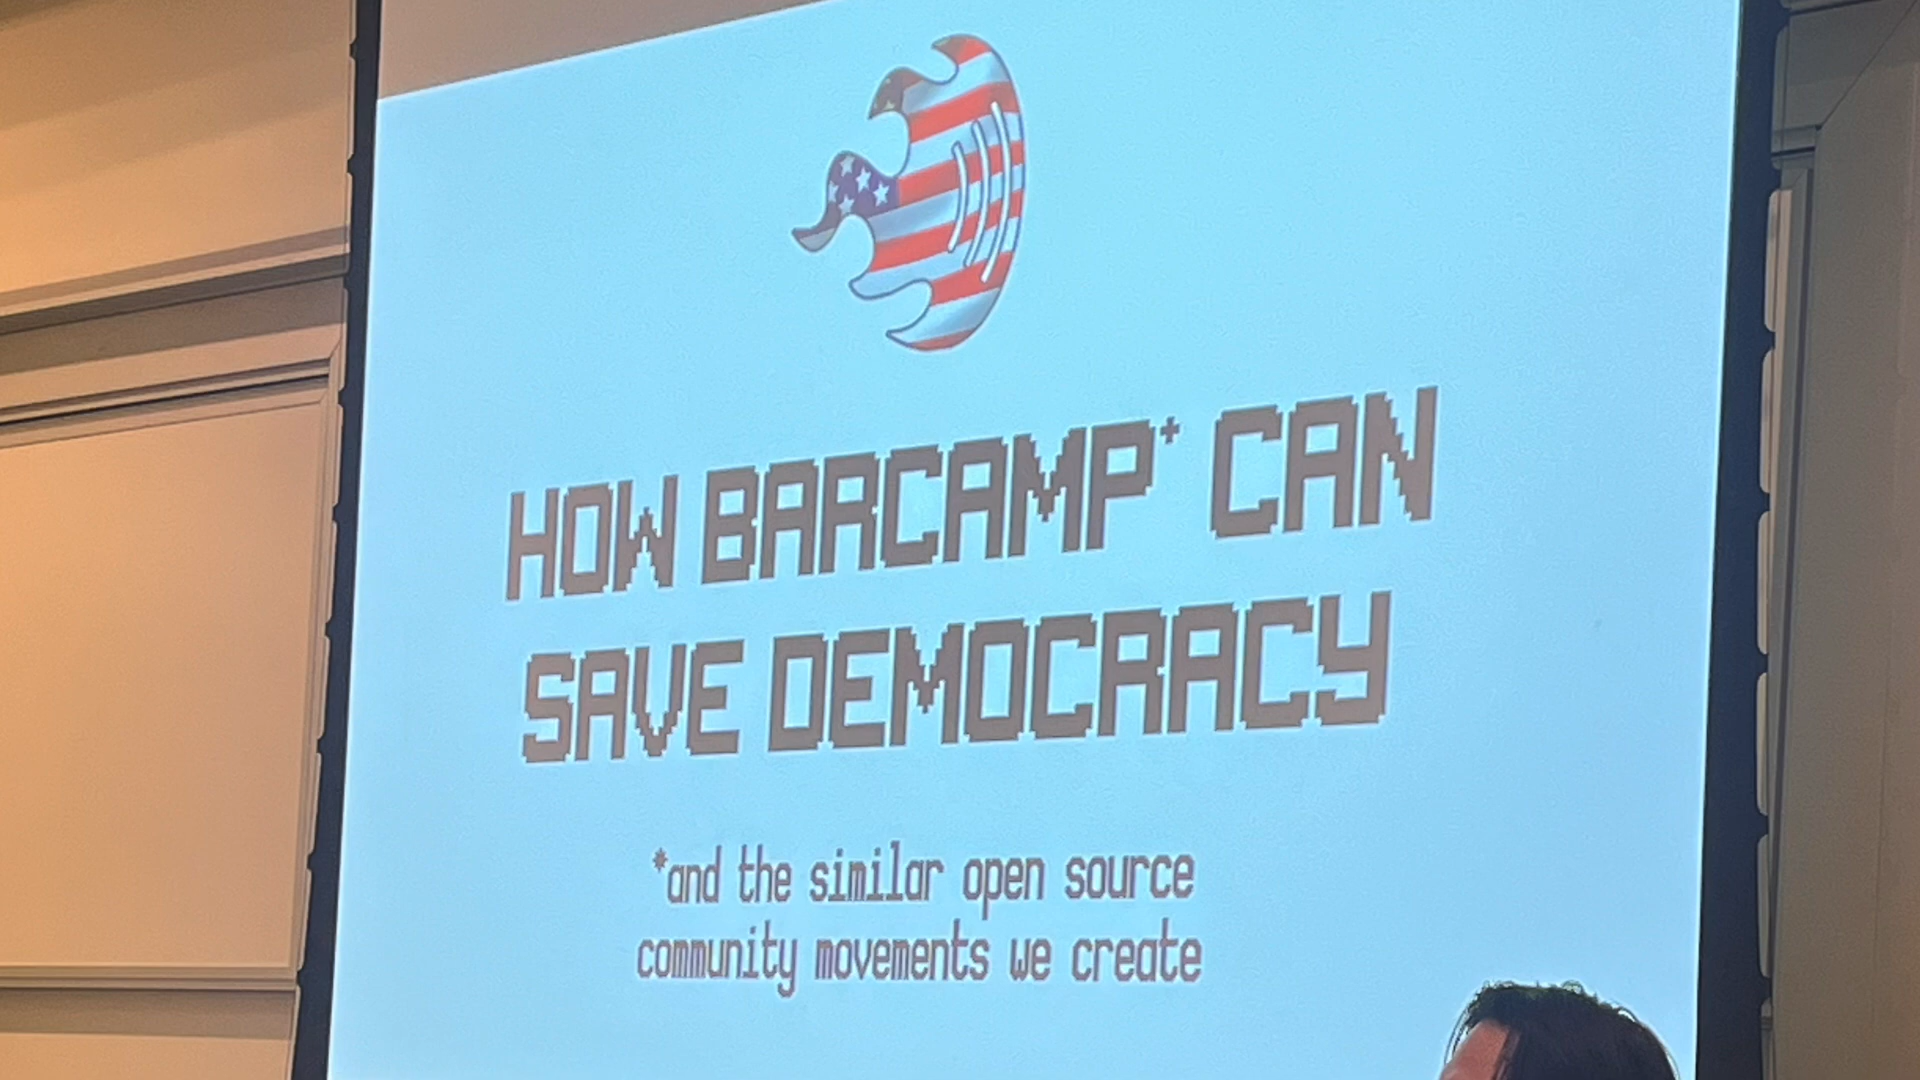 HOW BARCAMP* CAN
SAVE DEMOCRACY
*and the similar open source
community movements we create